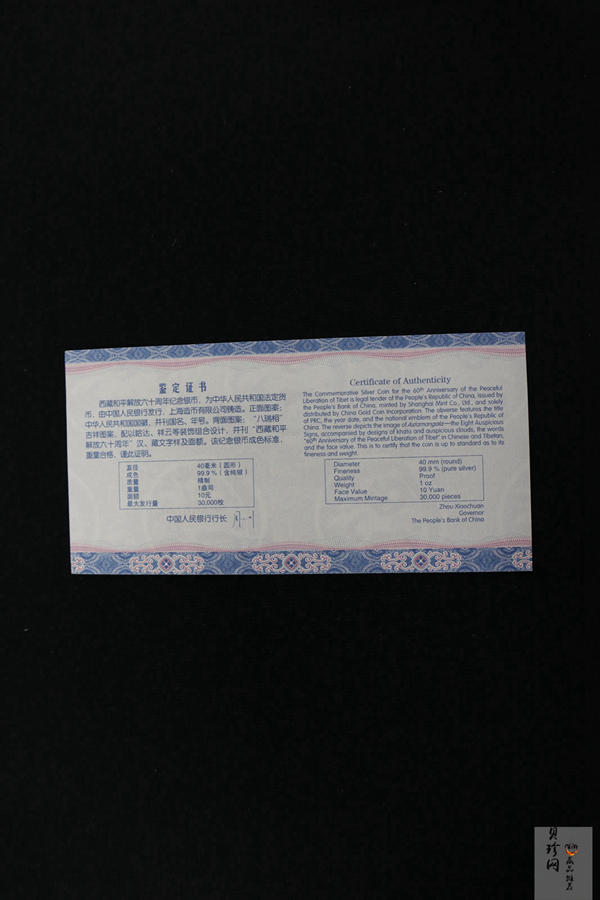 鉴定证书
西藏和平解放六十周年纪念银币,为中华人民共和国法定货
币,由中国人民银行发行,上海造币有限公司铸造。正面图案:
中华人民共和国国徽,并刊国名、年号。背面图案:“八瑞相”
吉祥图案,配以哈达、祥云等装饰组合设计,并刊“西藏和平
解放六十周年”汉、藏文字样及面额。该纪念银币成色标准,
重量合格,谨此证明。
直径 40毫米(圆形)
成色 99.9%(含纯银)
质量 精制
重量 1盎司
面额 10元
最大发行量 30,000枚
中国人民银行行长
Certificate of Authenticity
The Commemorative Silver Coin for the 60th Anniversary of the Peaceful
Liberation of Tibet is legal tender of the People's Republic of China, issued by
the People's Bank of China, minted by Shanghai Mint Co., Ltd., and solely
distributed by China Gold Coin Incorporation. The obverse features the title
of PRC, the year date, and the national emblem of the People's Republic of
China. The reverse depicts the image of Astamangala—the Eight Auspicious
Signs, accompanied by designs of khata and auspicious clouds, the words
"60th Anniversary of the Peaceful Liberation of Tibet" in Chinese and Tibetan,
and the face value. This is to certify that the coin is up to standard as to its
fineness and weight.
Diameter 40 mm (round)
Fineness 99.9 % (pure silver)
Quality Proof
Weight 1 oz
Face Value 10 Yuan
Maximum Mintage 30,000 pieces
Zhou Xiaochuan
Governor
The People's Bank of China
贝珍网
藏品推荐